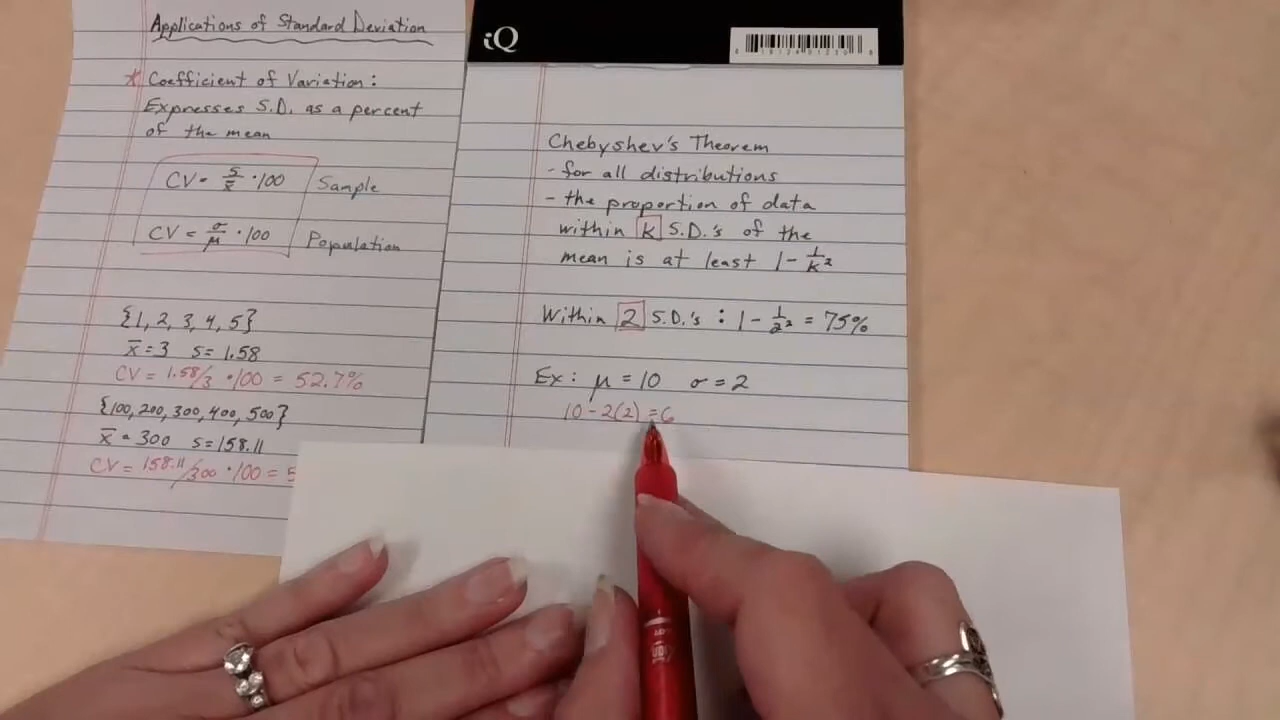 Applications of Standard Deviation
* Coefficient of Variation:
Expresses S.D. as a percent
of the mean
CV = s/x̄ · 100 Sample
CV = σ/μ · 100 Population
{1, 2, 3, 4, 5}
x̄ = 3 s = 1.58
CV = 1.58/3 · 100 = 52.7%
{100, 200, 300, 400, 500}
x̄ = 300 s = 158.11
CV = 158.11/300 · 100 = 5
iQ
Chebyshev's Theorem
- for all distributions
- the proportion of data
within k S.D.'s of the
mean is at least 1 - 1/k²
Within 2 S.D.'s : 1 - 1/2² = 75%
Ex: μ = 10 σ = 2
10 - 2(2) = 6